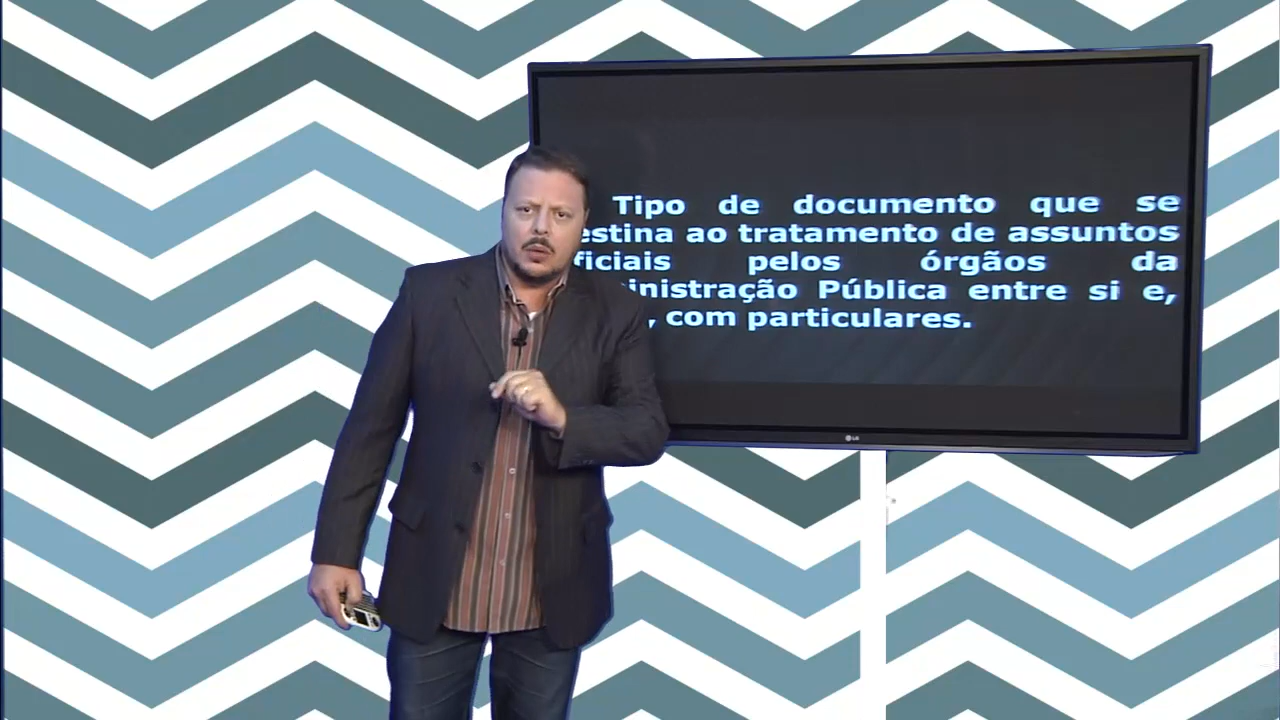 Tipo de documento que se
estina ao tratamento de assuntos
ficiais pelos órgãos da
inistração Pública entre si e,
, com particulares.
LG